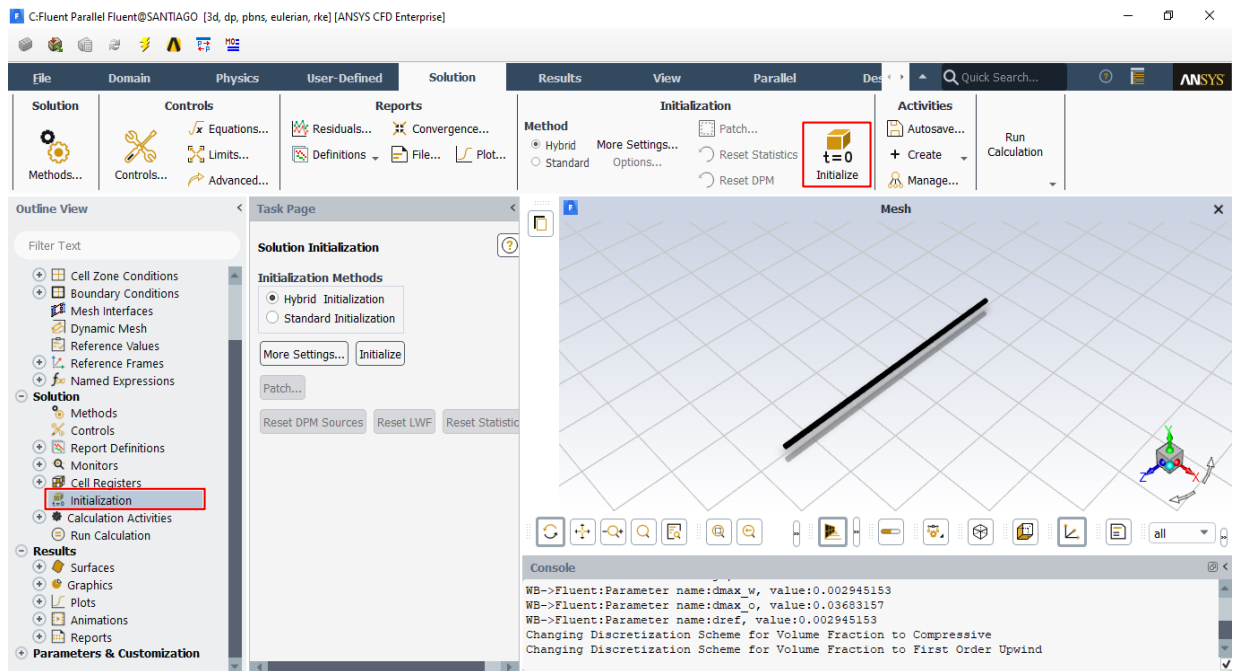 C:Fluent Parallel Fluent@SANTIAGO [3d, dp, pbns, eulerian, rke] [ANSYS CFD Enterprise]
File Domain Physics User-Defined Solution Results View Parallel Des Quick Search... ANSYS
Solution
Methods...
Controls
Controls...
Equations...
Limits...
Advanced...
Reports
Residuals... Convergence...
Definitions File... Plot...
Initialization
Method
Hybrid More Settings...
Standard Options...
Patch...
Reset Statistics
Reset DPM
t=0
Initialize
Activities
Autosave...
Create
Manage...
Run
Calculation
Outline View
Filter Text
Cell Zone Conditions
Boundary Conditions
Mesh Interfaces
Dynamic Mesh
Reference Values
Reference Frames
Named Expressions
Solution
Methods
Controls
Report Definitions
Monitors
Cell Registers
Initialization
Calculation Activities
Run Calculation
Results
Surfaces
Graphics
Plots
Animations
Reports
Parameters & Customization
Task Page
Solution Initialization
Initialization Methods
Hybrid Initialization
Standard Initialization
More Settings... Initialize
Patch...
Reset DPM Sources Reset LWF Reset Statistic
Mesh
Y
Z X
all
Console
WB->Fluent:Parameter name:dmax_w, value:0.002945153
WB->Fluent:Parameter name:dmax_o, value:0.03683157
WB->Fluent:Parameter name:dref, value:0.002945153
Changing Discretization Scheme for Volume Fraction to Compressive
Changing Discretization Scheme for Volume Fraction to First Order Upwind